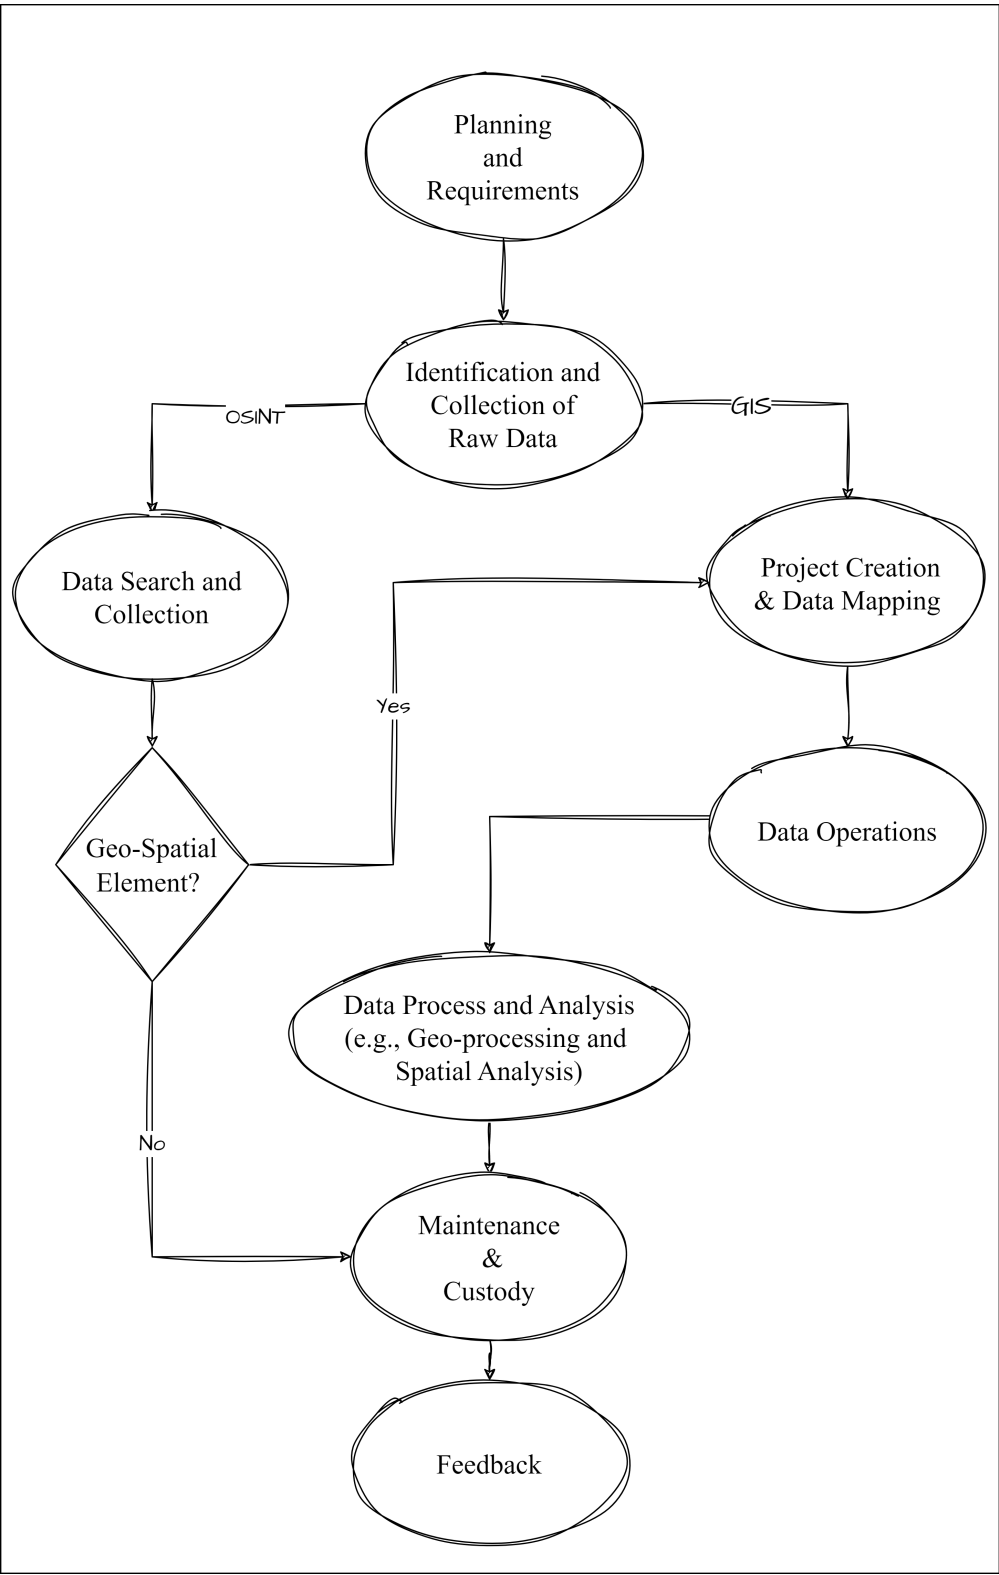 Planning
and
Requirements
Identification and
Collection of
Raw Data
OSINT
GIS
Data Search and
Collection
Project Creation
& Data Mapping
Yes
Geo-Spatial
Element?
Data Operations
Data Process and Analysis
(e.g., Geo-processing and
Spatial Analysis)
No
Maintenance
&
Custody
Feedback